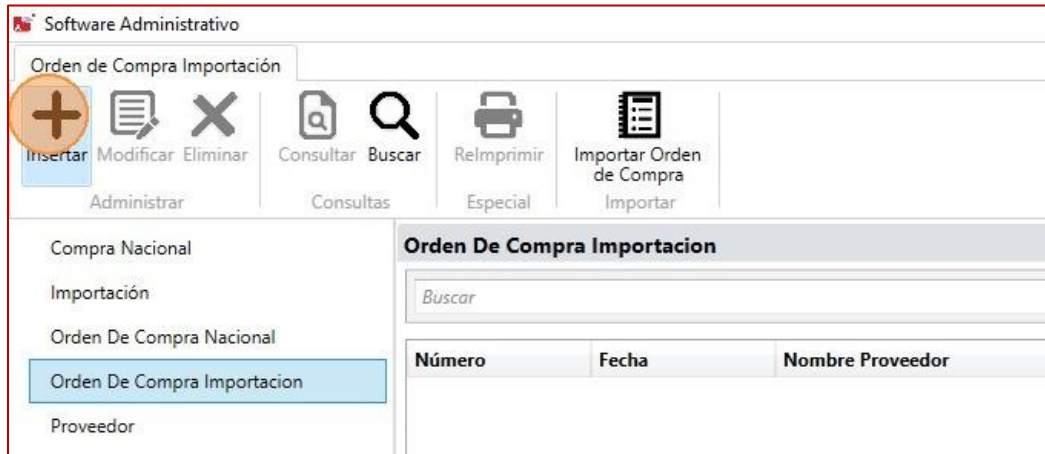 Software Administrativo
Orden de Compra Importación
Insertar Modificar Eliminar Consultar Buscar ReImprimir Importar Orden
de Compra
Administrar Consultas Especial Importar
Compra Nacional
Importación
Orden De Compra Nacional
Orden De Compra Importacion
Proveedor
Orden De Compra Importacion
Buscar
Número Fecha Nombre Proveedor